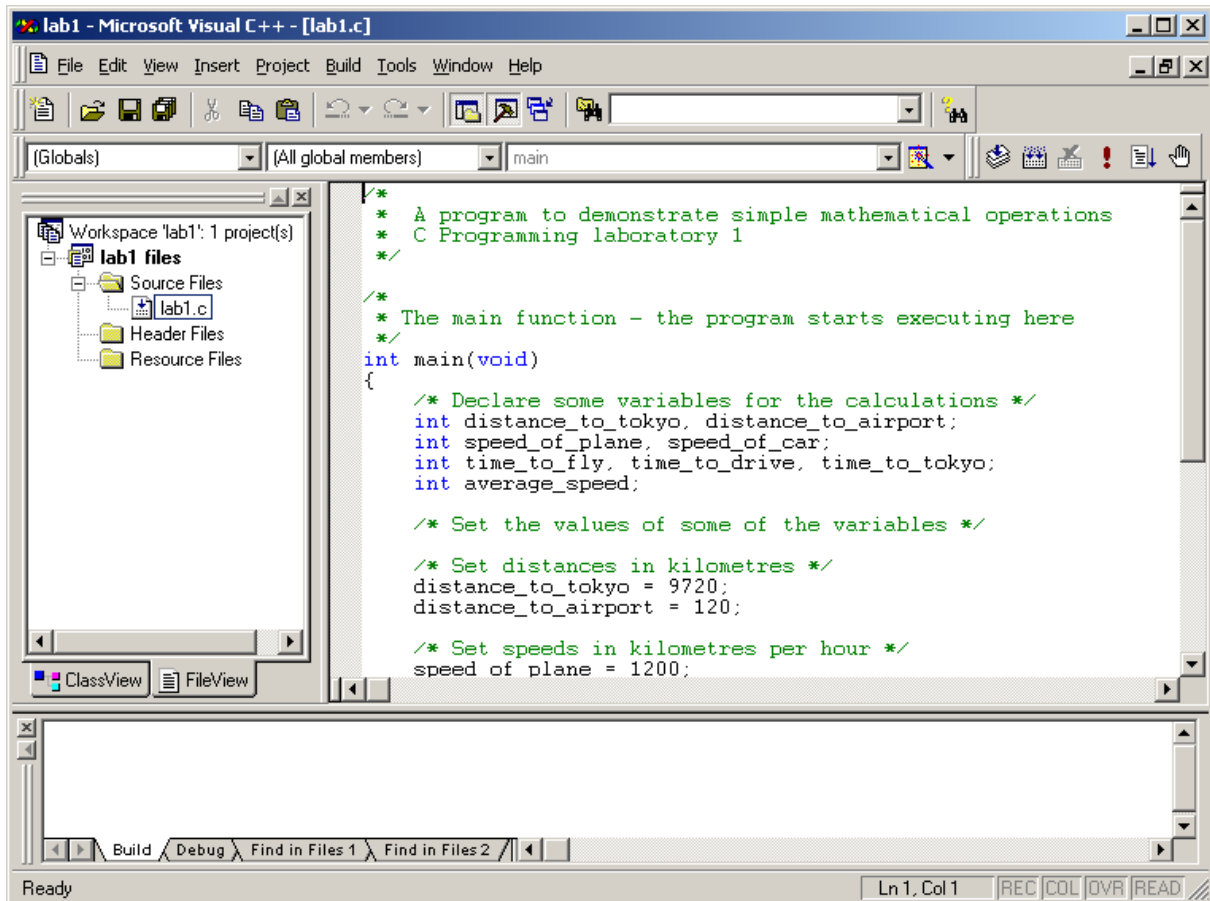 lab1 - Microsoft Visual C++ - [lab1.c]
File Edit View Insert Project Build Tools Window Help
(Globals) (All global members) main
Workspace 'lab1': 1 project(s)
lab1 files
Source Files
lab1.c
Header Files
Resource Files
ClassView FileView
/*
*  A program to demonstrate simple mathematical operations
*  C Programming laboratory 1
*/
/*
* The main function - the program starts executing here
*/
int main(void)
{
/* Declare some variables for the calculations */
int distance_to_tokyo, distance_to_airport;
int speed_of_plane, speed_of_car;
int time_to_fly, time_to_drive, time_to_tokyo;
int average_speed;
/* Set the values of some of the variables */
/* Set distances in kilometres */
distance_to_tokyo = 9720;
distance_to_airport = 120;
/* Set speeds in kilometres per hour */
speed_of_plane = 1200;
Build Debug Find in Files 1 Find in Files 2
Ready Ln 1, Col 1 REC COL OVR READ